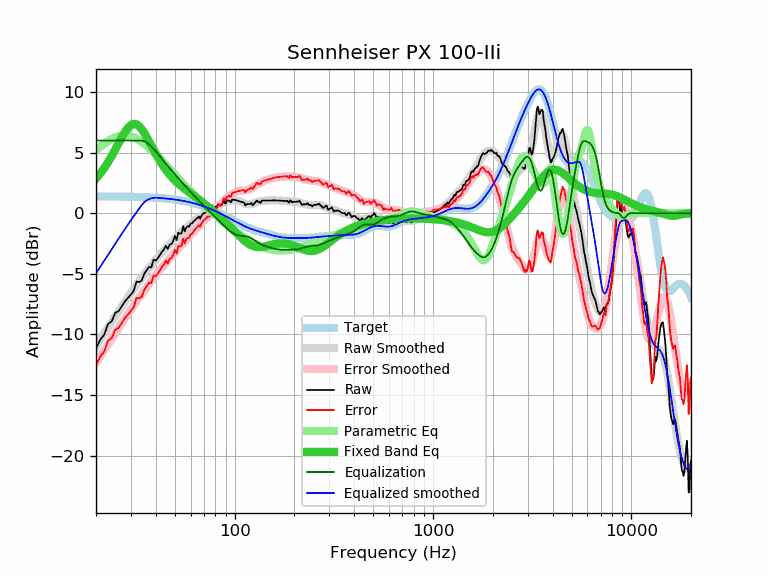 Sennheiser PX 100-IIi
Amplitude (dBr)
10
5
0
−5
−10
−15
−20
Target
Raw Smoothed
Error Smoothed
Raw
Error
Parametric Eq
Fixed Band Eq
Equalization
Equalized smoothed
100
1000
10000
Frequency (Hz)